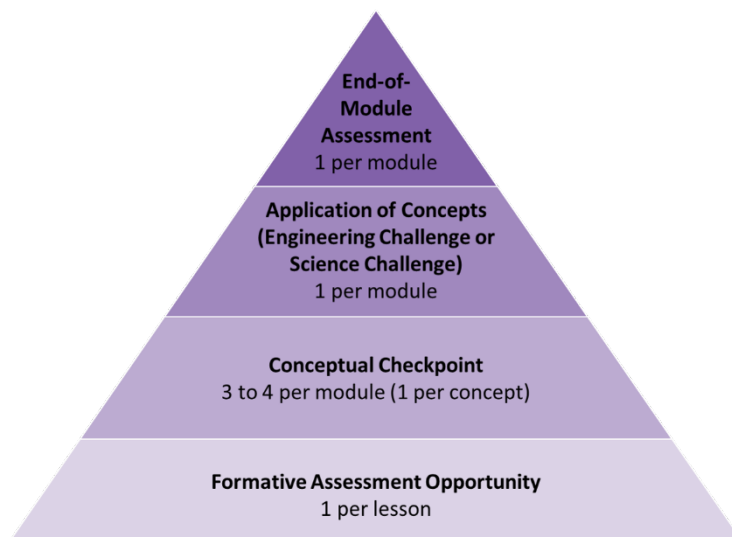 End-of-
Module
Assessment
1 per module
Application of Concepts
(Engineering Challenge or
Science Challenge)
1 per module
Conceptual Checkpoint
3 to 4 per module (1 per concept)
Formative Assessment Opportunity
1 per lesson